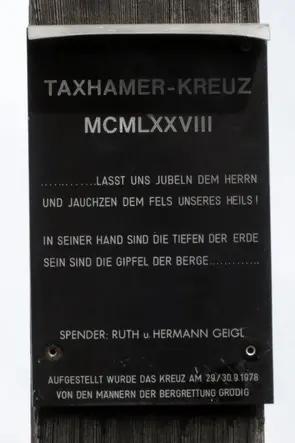 TAXHAMER-KREUZ
MCMLXXVIII
..............LASST UNS JUBELN DEM HERRN
UND JAUCHZEN DEM FELS UNSERES HEILS!
IN SEINER HAND SIND DIE TIEFEN DER ERDE
SEIN SIND DIE GIPFEL DER BERGE............
SPENDER: RUTH u. HERMANN GEIGL
AUFGESTELLT WURDE DAS KREUZ AM 29/30.9.1978
VON DEN MÄNNERN DER BERGRETTUNG GRÖDIG